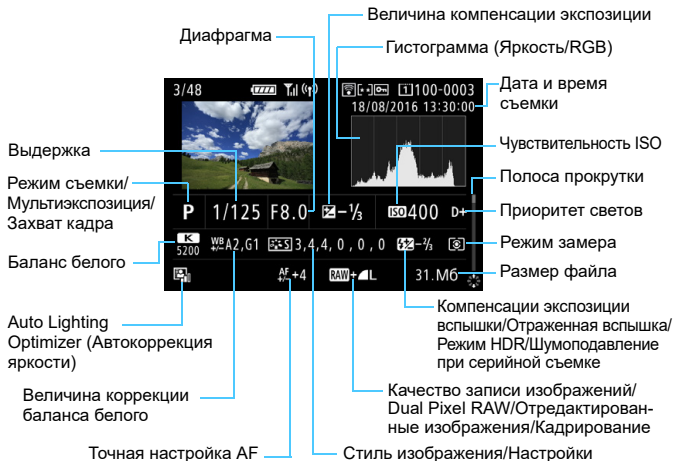 Величина компенсации экспозиции
Диафрагма
Гистограмма (Яркость/RGB)
3/48
1 100-0003
18/08/2016 13:30:00
Дата и время
съемки
Выдержка
Чувствительность ISO
Режим съемки/
Мультиэкспозиция/
Захват кадра
Полоса прокрутки
P 1/125 F8.0 -⅓ ISO 400 D+
Приоритет светов
K
5200
WB +/- A2,G1 S 3,4,4,0,0,0 -⅔
Режим замера
Баланс белого
AF +/- +4 RAW+L 31.Мб
Размер файла
Auto Lighting
Optimizer (Автокоррекция
яркости)
Компенсации экспозиции
вспышки/Отраженная вспышка/
Режим HDR/Шумоподавление
при серийной съемке
Величина коррекции
баланса белого
Качество записи изображений/
Dual Pixel RAW/Отредактирован-
ные изображения/Кадрирование
Точная настройка AF
Стиль изображения/Настройки